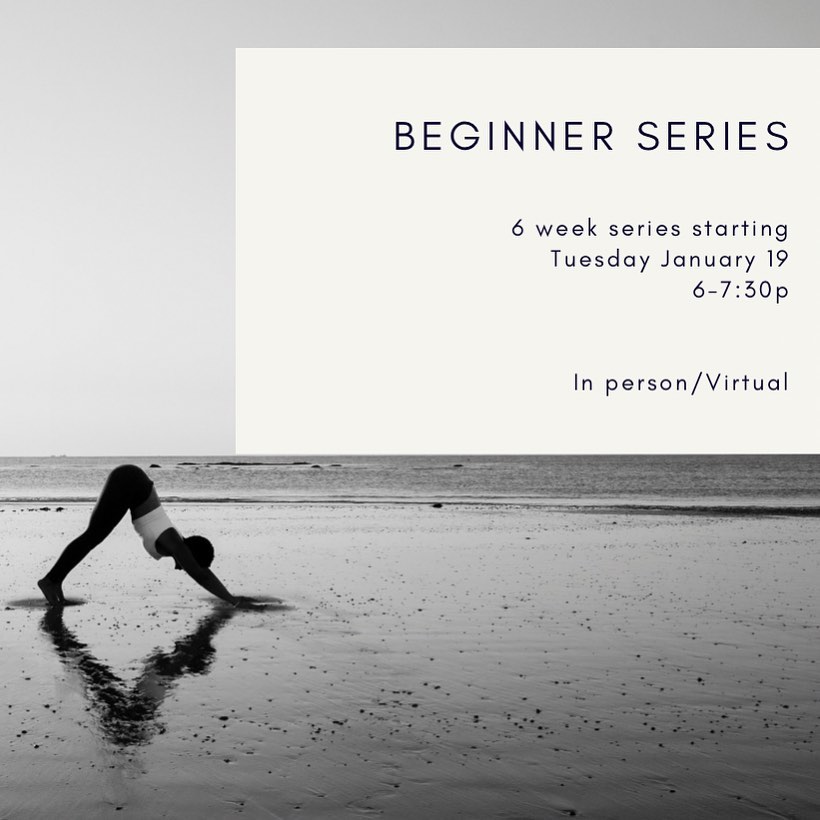 BEGINNER SERIES
6 week series starting
Tuesday January 19
6-7:30p
In person/Virtual